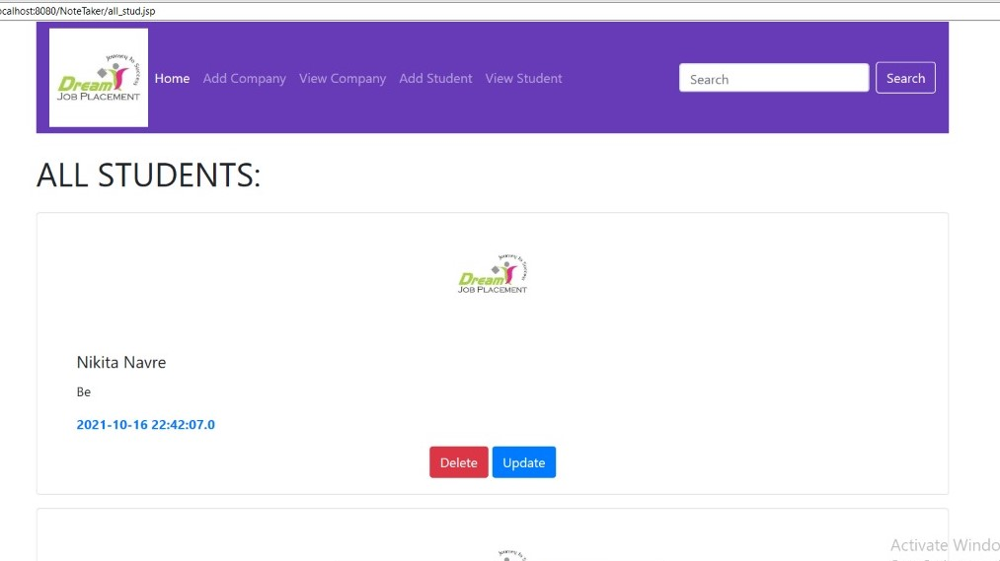 ocalhost:8080/NoteTaker/all_stud.jsp
Journey to Success
Dream
JOB PLACEMENT
Home Add Company View Company Add Student View Student Search Search
ALL STUDENTS:
Journey to Success
Dream
JOB PLACEMENT
Nikita Navre
Be
2021-10-16 22:42:07.0
Delete Update
Activate Windo